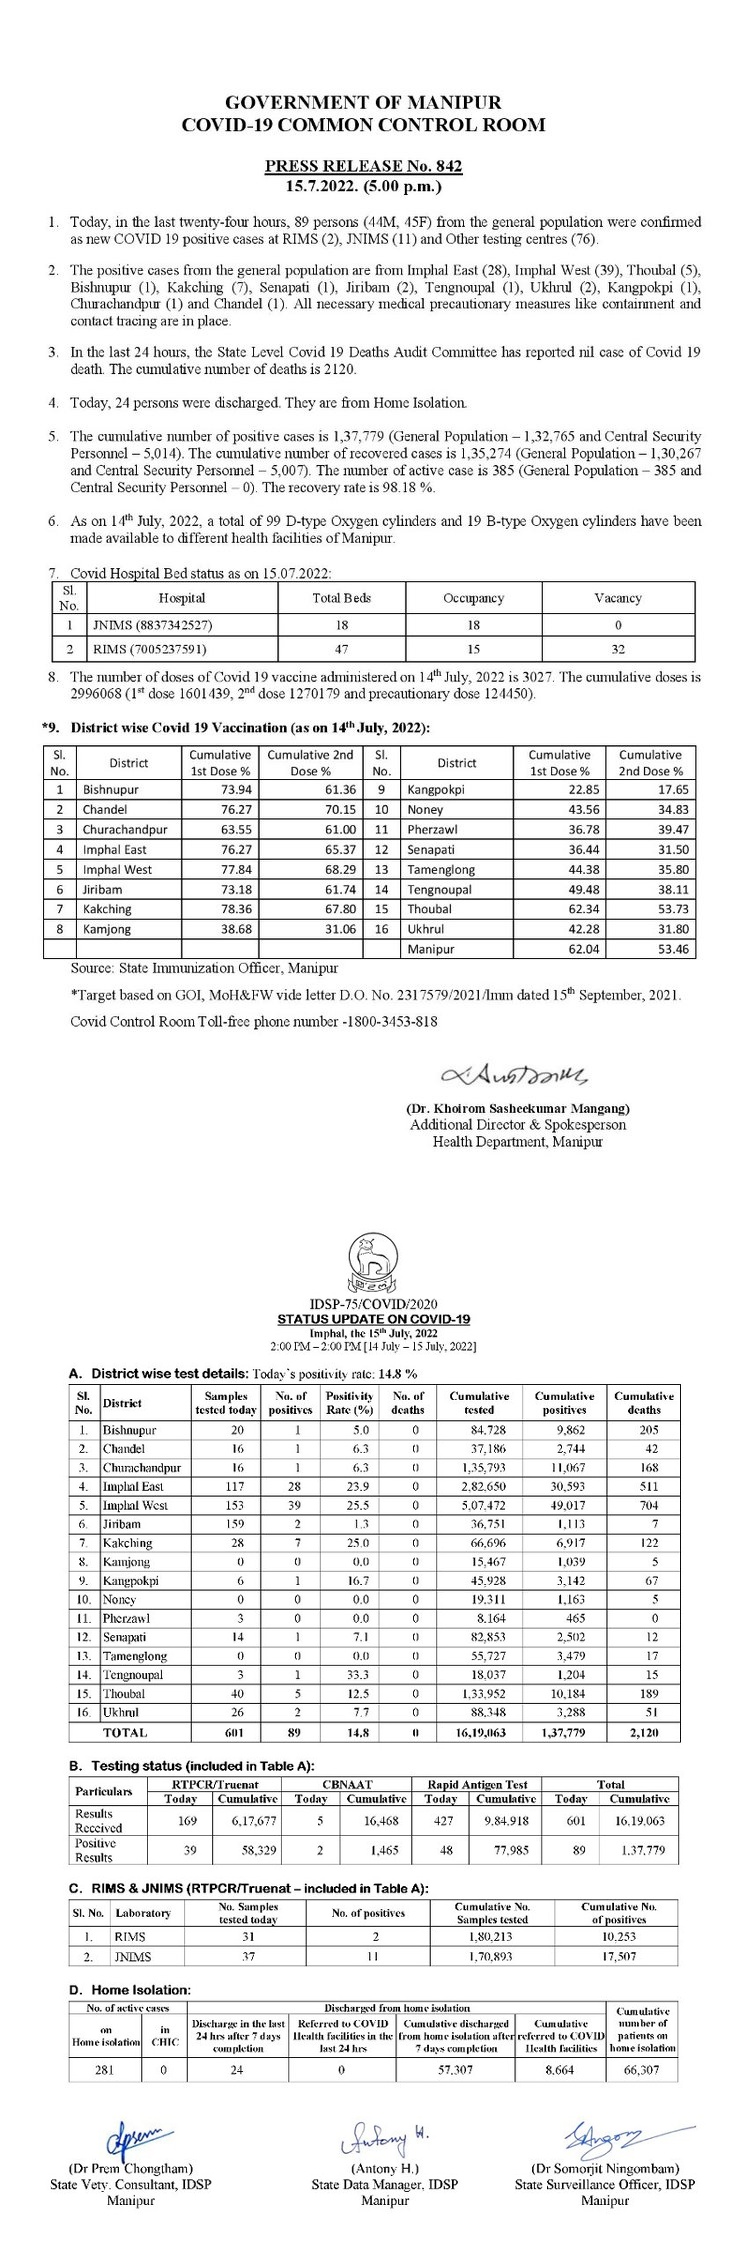 GOVERNMENT OF MANIPUR
COVID-19 COMMON CONTROL ROOM
PRESS RELEASE No. 842
15.7.2022. (5.00 p.m.)
1. Today, in the last twenty-four hours, 89 persons (44M, 45F) from the general population were confirmed
as new COVID 19 positive cases at RIMS (2), JNIMS (11) and Other testing centres (76).
2. The positive cases from the general population are from Imphal East (28), Imphal West (39), Thoubal (5),
Bishnupur (1), Kakching (7), Senapati (1), Jiribam (2), Tengnoupal (1), Ukhrul (2), Kangpokpi (1),
Churachandpur (1) and Chandel (1). All necessary medical precautionary measures like containment and
contact tracing are in place.
3. In the last 24 hours, the State Level Covid 19 Deaths Audit Committee has reported nil case of Covid 19
death. The cumulative number of deaths is 2120.
4. Today, 24 persons were discharged. They are from Home Isolation.
5. The cumulative number of positive cases is 1,37,779 (General Population – 1,32,765 and Central Security
Personnel – 5,014). The cumulative number of recovered cases is 1,35,274 (General Population – 1,30,267
and Central Security Personnel – 5,007). The number of active case is 385 (General Population – 385 and
Central Security Personnel – 0). The recovery rate is 98.18 %.
6. As on 14th July, 2022, a total of 99 D-type Oxygen cylinders and 19 B-type Oxygen cylinders have been
made available to different health facilities of Manipur.
7. Covid Hospital Bed status as on 15.07.2022:
Sl. No. Hospital Total Beds Occupancy Vacancy
1 JNIMS (8837342527) 18 18 0
2 RIMS (7005237591) 47 15 32
8. The number of doses of Covid 19 vaccine administered on 14th July, 2022 is 3027. The cumulative doses is
2996068 (1st dose 1601439, 2nd dose 1270179 and precautionary dose 124450).
*9. District wise Covid 19 Vaccination (as on 14th July, 2022):
Sl. No. District Cumulative 1st Dose % Cumulative 2nd Dose % Sl. No. District Cumulative 1st Dose % Cumulative 2nd Dose %
1 Bishnupur 73.94 61.36 9 Kangpokpi 22.85 17.65
2 Chandel 76.27 70.15 10 Noney 43.56 34.83
3 Churachandpur 63.55 61.00 11 Pherzawl 36.78 39.47
4 Imphal East 76.27 65.37 12 Senapati 36.44 31.50
5 Imphal West 77.84 68.29 13 Tamenglong 44.38 35.80
6 Jiribam 73.18 61.74 14 Tengnoupal 49.48 38.11
7 Kakching 78.36 67.80 15 Thoubal 62.34 53.73
8 Kamjong 38.68 31.06 16 Ukhrul 42.28 31.80
Manipur 62.04 53.46
Source: State Immunization Officer, Manipur
*Target based on GOI, MoH&FW vide letter D.O. No. 2317579/2021/Imm dated 15th September, 2021.
Covid Control Room Toll-free phone number -1800-3453-818
(Dr. Khoirom Sasheekumar Mangang)
Additional Director & Spokesperson
Health Department, Manipur
IDSP-75/COVID/2020
STATUS UPDATE ON COVID-19
Imphal, the 15th July, 2022
2:00 PM – 2:00 PM [14 July – 15 July, 2022]
A. District wise test details: Today's positivity rate: 14.8 %
Sl. No. District Samples tested today No. of positives Positivity Rate (%) No. of deaths Cumulative tested Cumulative positives Cumulative deaths
1. Bishnupur 20 1 5.0 0 84,728 9,862 205
2. Chandel 16 1 6.3 0 37,186 2,744 42
3. Churachandpur 16 1 6.3 0 1,35,793 11,067 168
4. Imphal East 117 28 23.9 0 2,82,650 30,593 511
5. Imphal West 153 39 25.5 0 5,07,472 49,017 704
6. Jiribam 159 2 1.3 0 36,751 1,113 7
7. Kakching 28 7 25.0 0 66,696 6,917 122
8. Kamjong 0 0 0.0 0 15,467 1,039 5
9. Kangpokpi 6 1 16.7 0 45,928 3,142 67
10. Noney 0 0 0.0 0 19,311 1,163 5
11. Pherzawl 3 0 0.0 0 8,164 465 0
12. Senapati 14 1 7.1 0 82,853 2,502 12
13. Tamenglong 0 0 0.0 0 55,727 3,479 17
14. Tengnoupal 3 1 33.3 0 18,037 1,204 15
15. Thoubal 40 5 12.5 0 1,33,952 10,184 189
16. Ukhrul 26 2 7.7 0 88,348 3,288 51
TOTAL 601 89 14.8 0 16,19,063 1,37,779 2,120
B. Testing status (included in Table A):
Particulars RTPCR/Truenat CBNAAT Rapid Antigen Test Total
Today Cumulative Today Cumulative Today Cumulative Today Cumulative
Results Received 169 6,17,677 5 16,468 427 9,84,918 601 16,19,063
Positive Results 39 58,329 2 1,465 48 77,985 89 1,37,779
C. RIMS & JNIMS (RTPCR/Truenat – included in Table A):
Sl. No. Laboratory No. Samples tested today No. of positives Cumulative No. Samples tested Cumulative No. of positives
1. RIMS 31 2 1,80,213 10,253
2. JNIMS 37 11 1,70,893 17,507
D. Home Isolation:
No. of active cases Discharged from home isolation Cumulative number of patients on home isolation
on Home isolation in CHIC Discharge in the last 24 hrs after 7 days completion Referred to COVID Health facilities in the last 24 hrs Cumulative discharged from home isolation after 7 days completion Cumulative referred to COVID Health facilities
281 0 24 0 57,307 8,664 66,307
Antony H.
(Dr Prem Chongtham) (Antony H.) (Dr Somorjit Ningombam)
State Vety. Consultant, IDSP State Data Manager, IDSP State Surveillance Officer, IDSP
Manipur Manipur Manipur